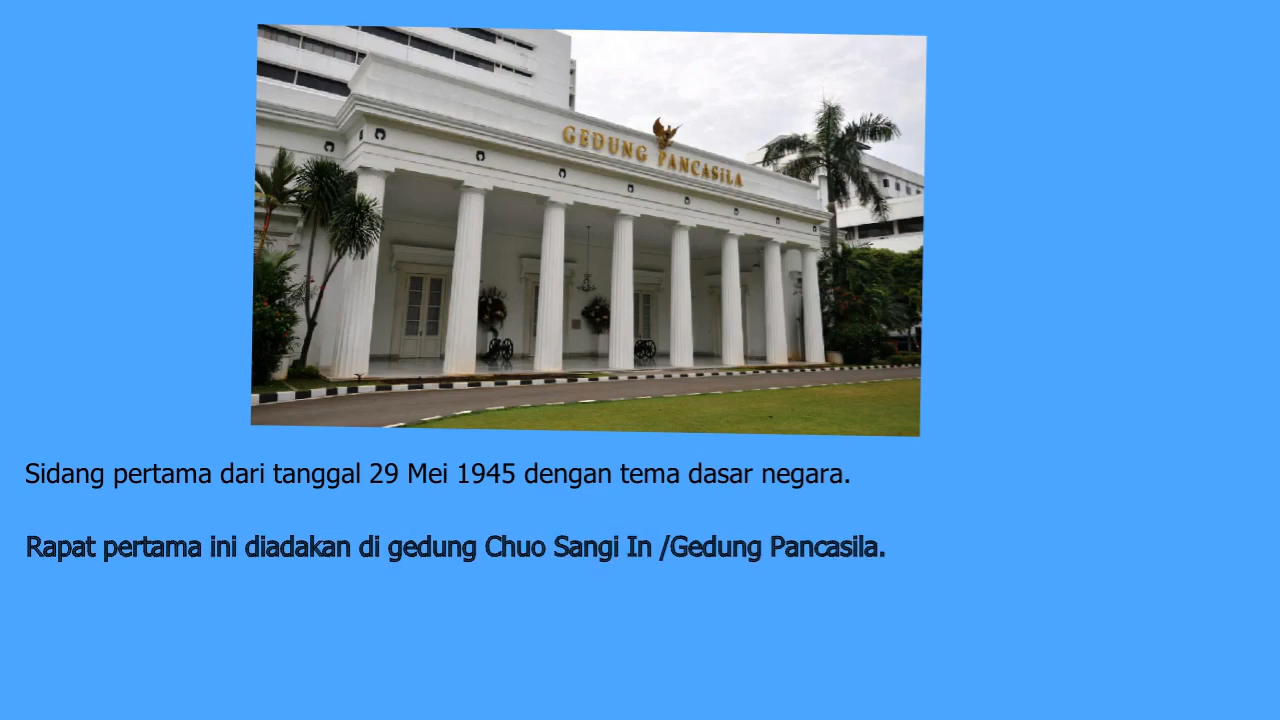 GEDUNG PANCASiLA
Sidang pertama dari tanggal 29 Mei 1945 dengan tema dasar negara.
Rapat pertama ini diadakan di gedung Chuo Sangi In /Gedung Pancasila.